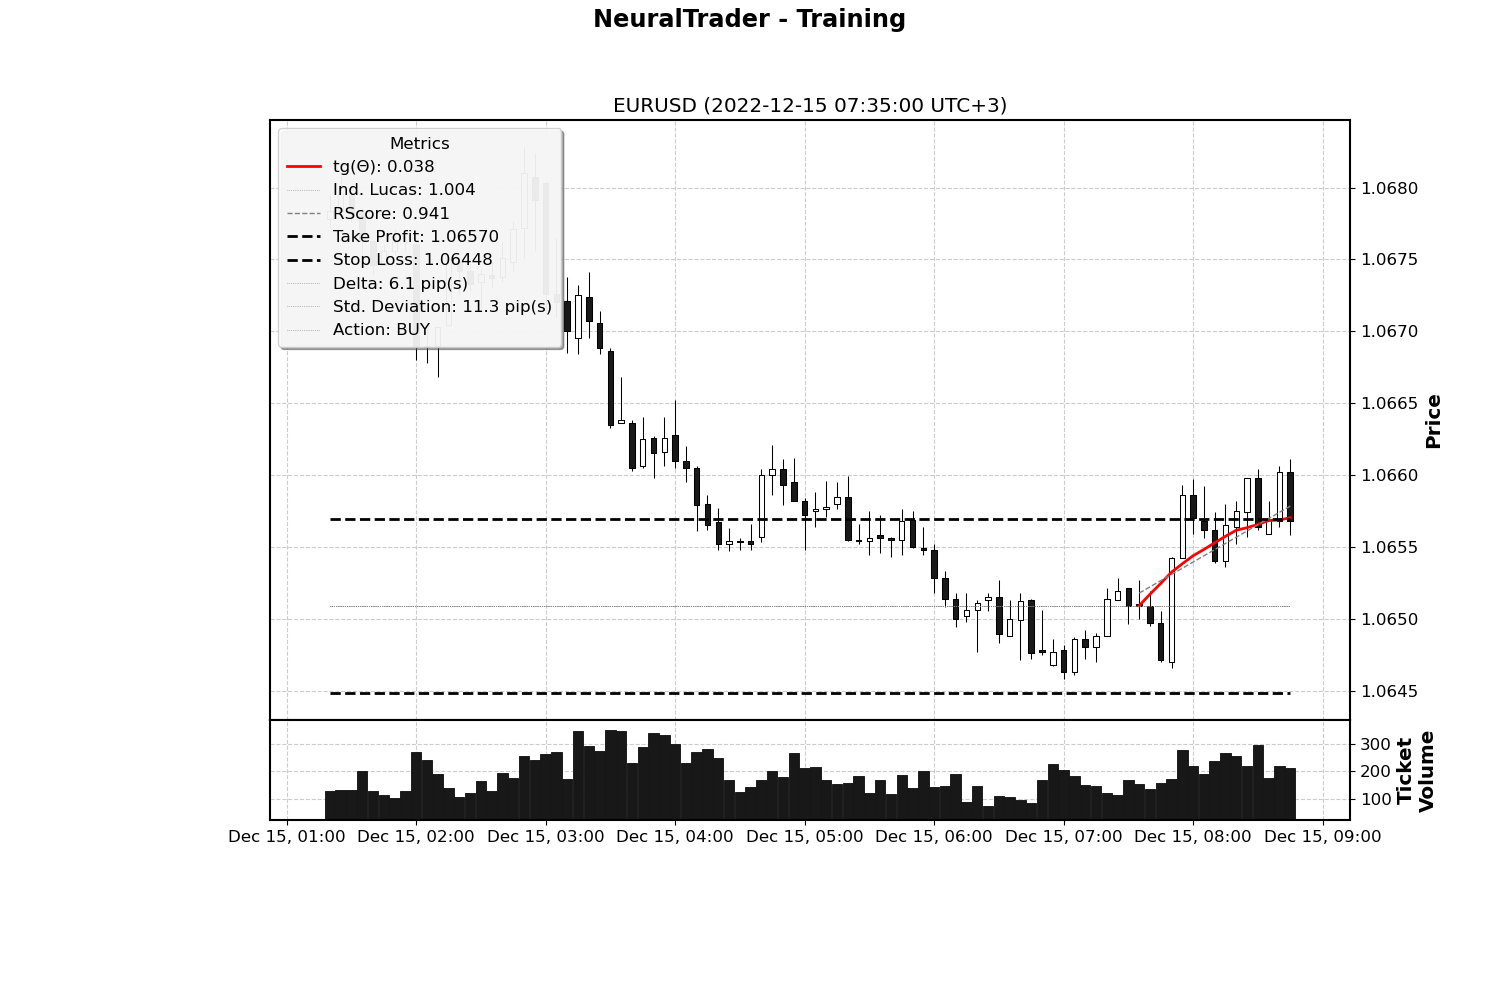 NeuralTrader - Training
EURUSD (2022-12-15 07:35:00 UTC+3)
Metrics
tg(Θ): 0.038
Ind. Lucas: 1.004
RScore: 0.941
Take Profit: 1.06570
Stop Loss: 1.06448
Delta: 6.1 pip(s)
Std. Deviation: 11.3 pip(s)
Action: BUY
1.0680
1.0675
1.0670
1.0665
1.0660
1.0655
1.0650
1.0645
Price
300
200
100
Ticket
Volume
Dec 15, 01:00 Dec 15, 02:00 Dec 15, 03:00 Dec 15, 04:00 Dec 15, 05:00 Dec 15, 06:00 Dec 15, 07:00 Dec 15, 08:00 Dec 15, 09:00